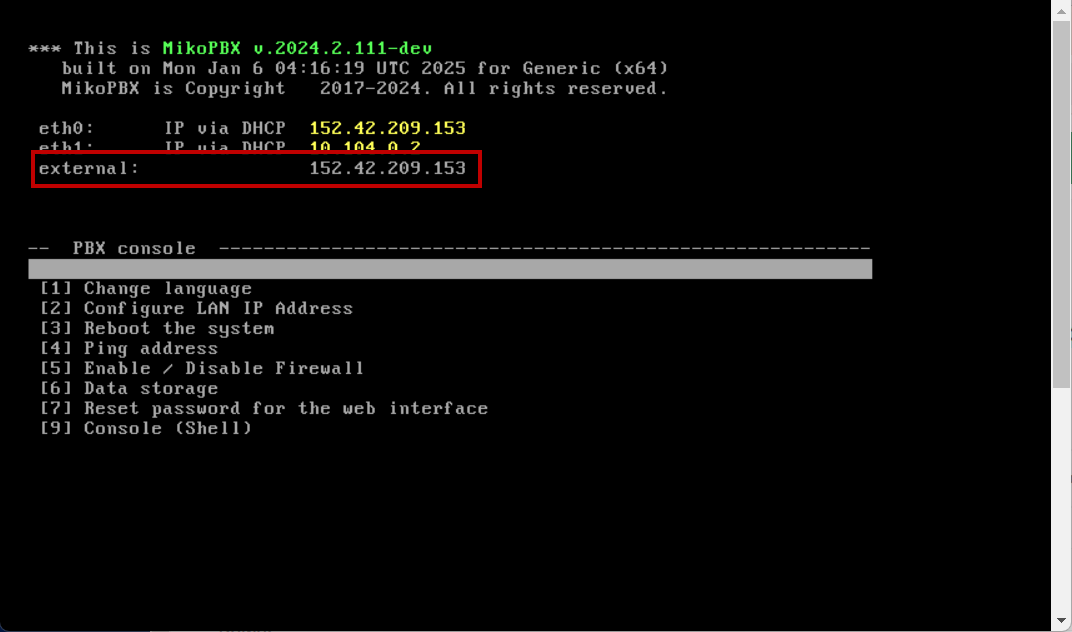 *** This is MikoPBX v.2024.2.111-dev
built on Mon Jan 6 04:16:19 UTC 2025 for Generic (x64)
MikoPBX is Copyright 2017-2024. All rights reserved.
eth0: IP via DHCP 152.42.209.153
eth1: IP via DHCP 10.104.0.2
external: 152.42.209.153
-- PBX console ----------------------------------------------------------
[1] Change language
[2] Configure LAN IP Address
[3] Reboot the system
[4] Ping address
[5] Enable / Disable Firewall
[6] Data storage
[7] Reset password for the web interface
[9] Console (Shell)